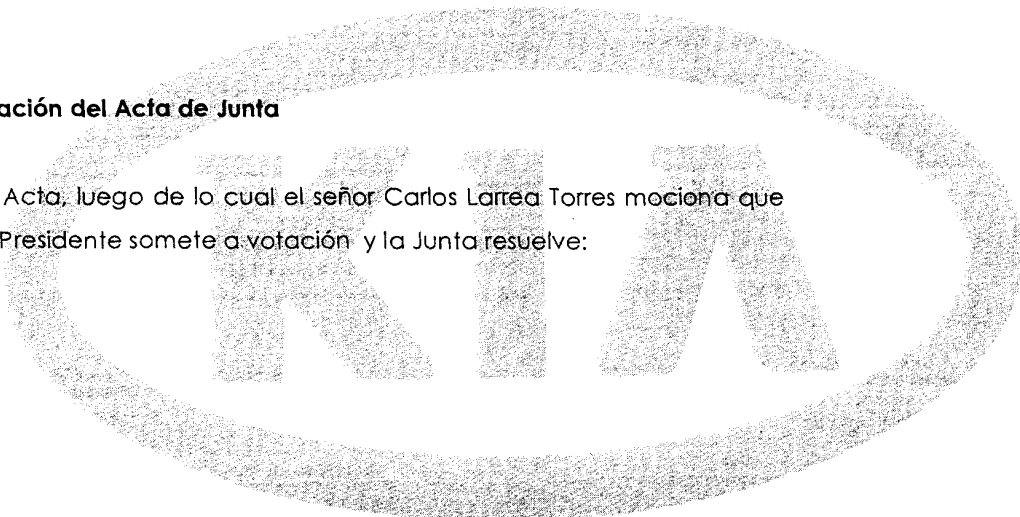 ación del Acta de Junta
Acta, luego de lo cual el señor Carlos Larrea Torres mociona que
Presidente somete a votación y la Junta resuelve:
KIA